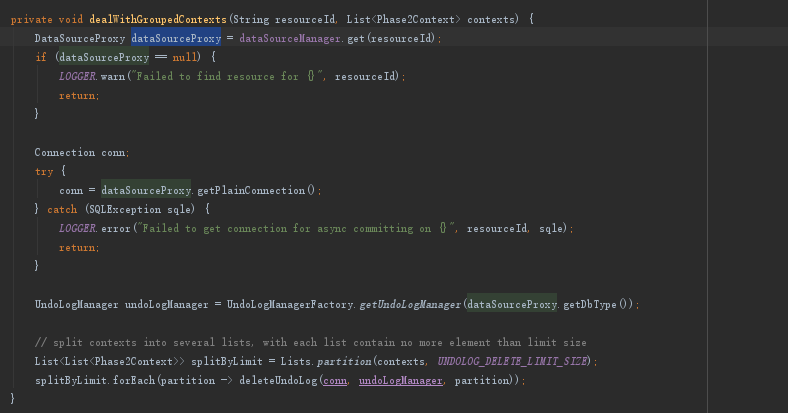 private void dealWithGroupedContexts(String resourceId, List<Phase2Context> contexts) {
DataSourceProxy dataSourceProxy = dataSourceManager.get(resourceId);
if (dataSourceProxy == null) {
LOGGER.warn("Failed to find resource for {}", resourceId);
return;
}
Connection conn;
try {
conn = dataSourceProxy.getPlainConnection();
} catch (SQLException sqle) {
LOGGER.error("Failed to get connection for async committing on {}", resourceId, sqle);
return;
}
UndoLogManager undoLogManager = UndoLogManagerFactory.getUndoLogManager(dataSourceProxy.getDbType());
// split contexts into several lists, with each list contain no more element than limit size
List<List<Phase2Context>> splitByLimit = Lists.partition(contexts, UNDOLOG_DELETE_LIMIT_SIZE);
splitByLimit.forEach(partition -> deleteUndoLog(conn, undoLogManager, partition));
}